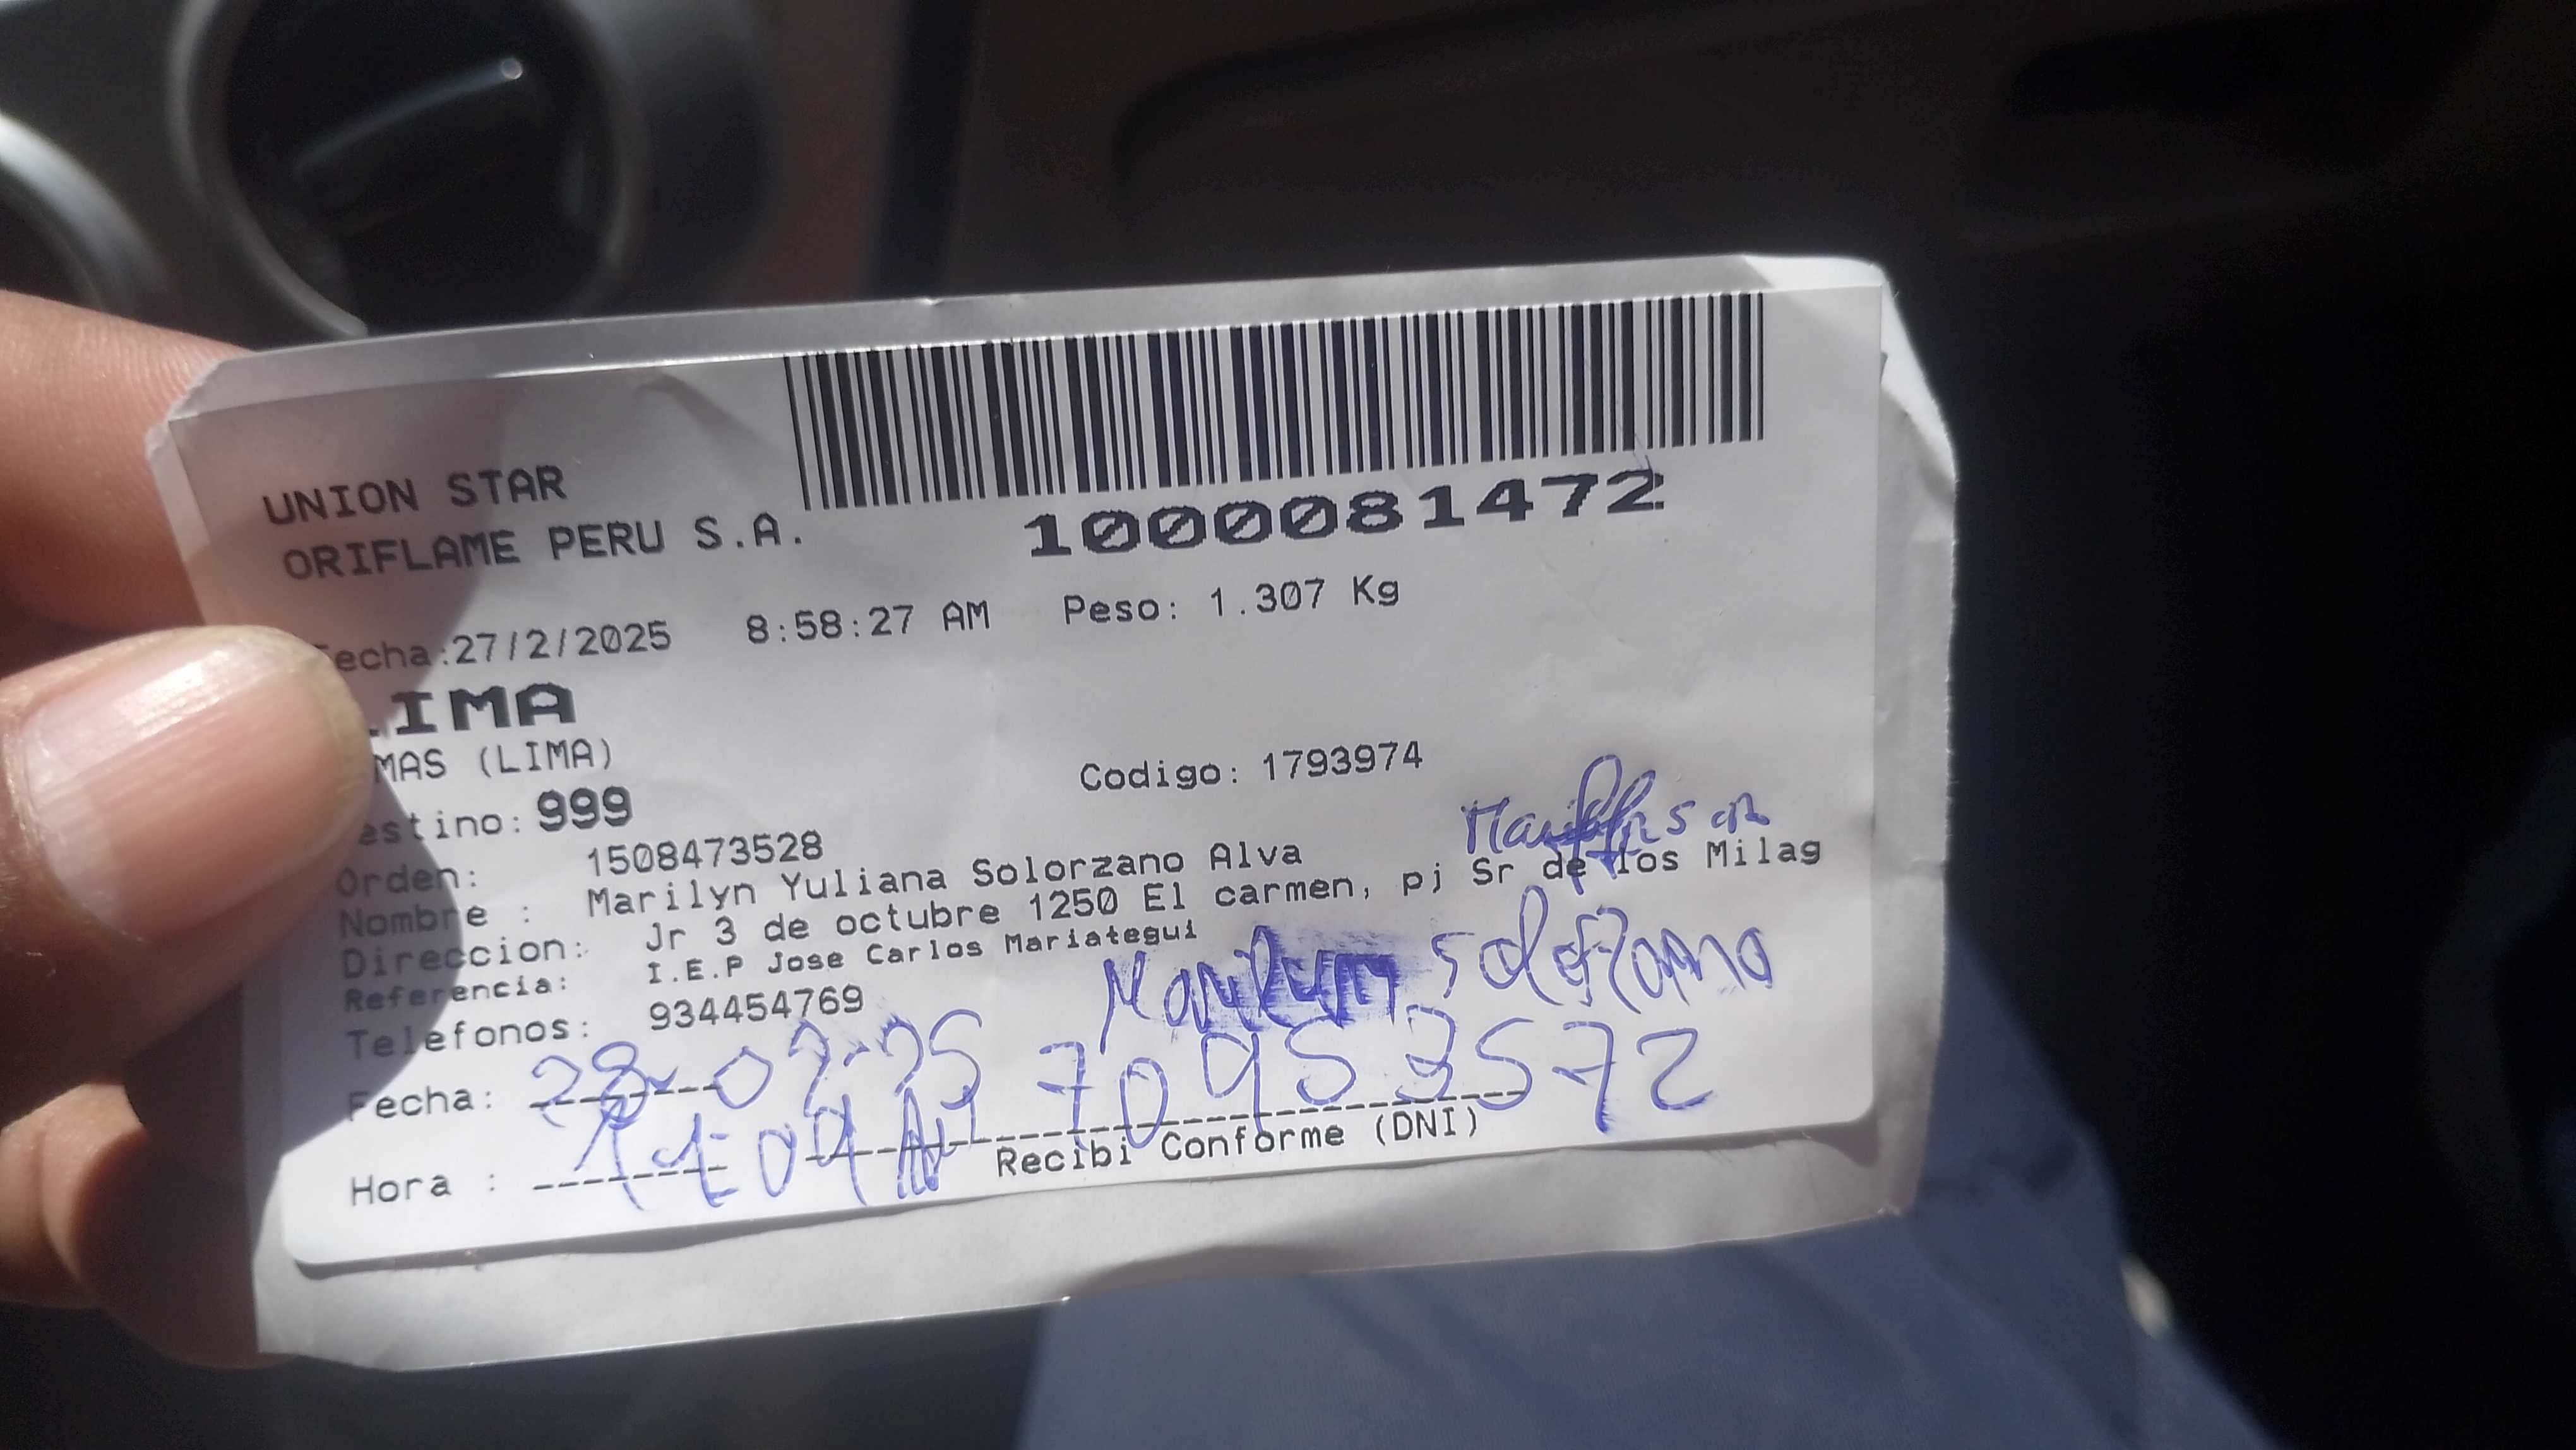 UNION STAR
ORIFLAME PERU S.A.
1000081472
echa:27/2/2025 8:58:27 AM Peso: 1.307 Kg
IMA
MAS (LIMA)
Codigo: 1793974
estino: 999
Orden: 1508473528
Nombre : Marilyn Yuliana Solorzano Alva
Direccion: Jr 3 de octubre 1250 El carmen, pj Sr de los Milag
Referencia: I.E.P Jose Carlos Mariategui
Telefonos: 934454769
solorzano
Fecha: 28-02-25 70953572
Hora :
Recibi Conforme (DNI)